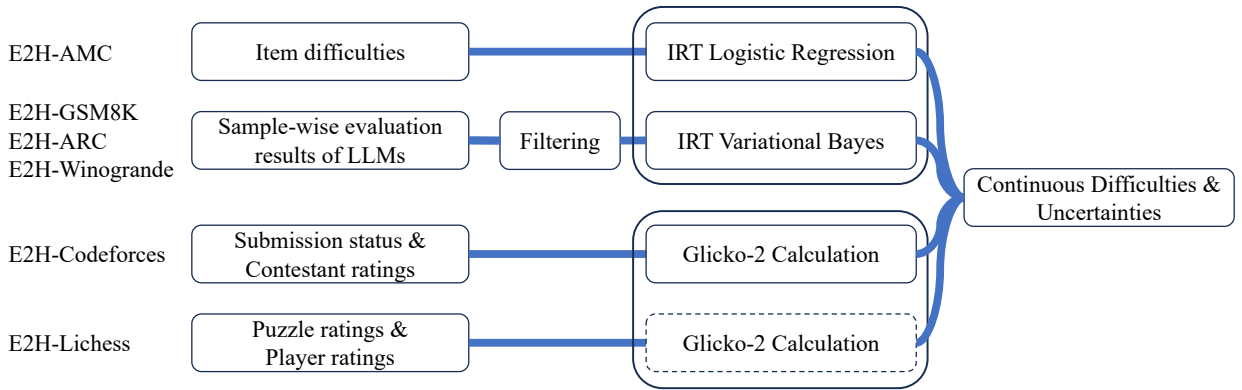 E2H-AMC
Item difficulties
IRT Logistic Regression
E2H-GSM8K
E2H-ARC
E2H-Winogrande
Sample-wise evaluation
results of LLMs
Filtering
IRT Variational Bayes
Continuous Difficulties &
Uncertainties
E2H-Codeforces
Submission status &
Contestant ratings
Glicko-2 Calculation
E2H-Lichess
Puzzle ratings &
Player ratings
Glicko-2 Calculation